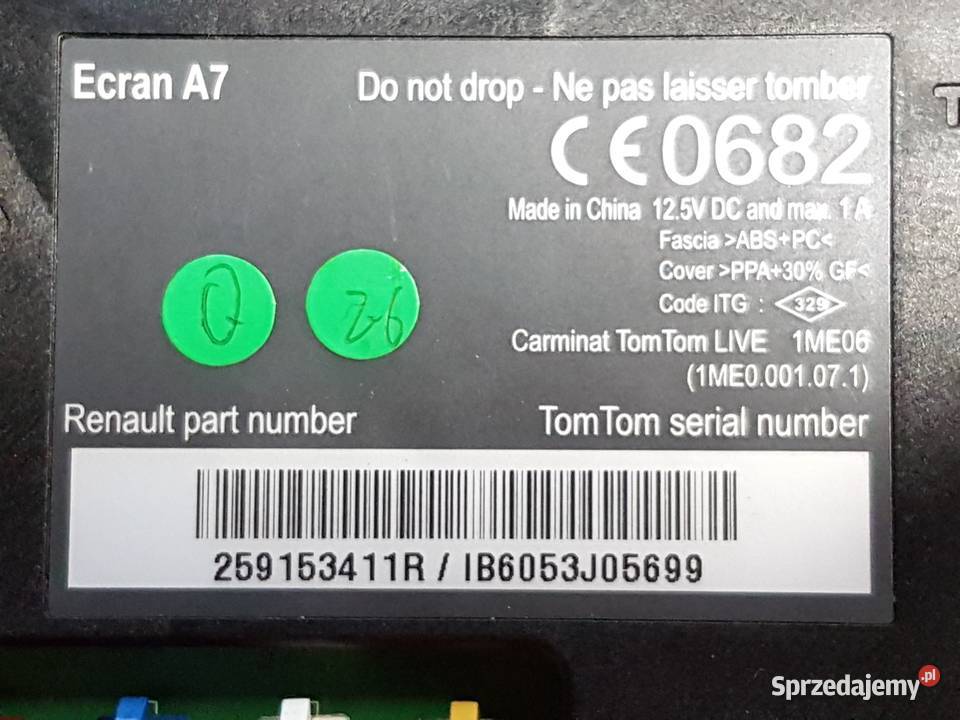 Ecran A7
Do not drop - Ne pas laisser tomber
CE0682
Made in China 12.5V DC and max. 1 A
Fascia >ABS+PC<
Cover >PPA+30% GF<
Code ITG : 329
Carminat TomTom LIVE 1ME06
(1ME0.001.07.1)
Q
Z6
Renault part number
TomTom serial number
259153411R / IB6053J05699
T
Sprzedajemy.pl